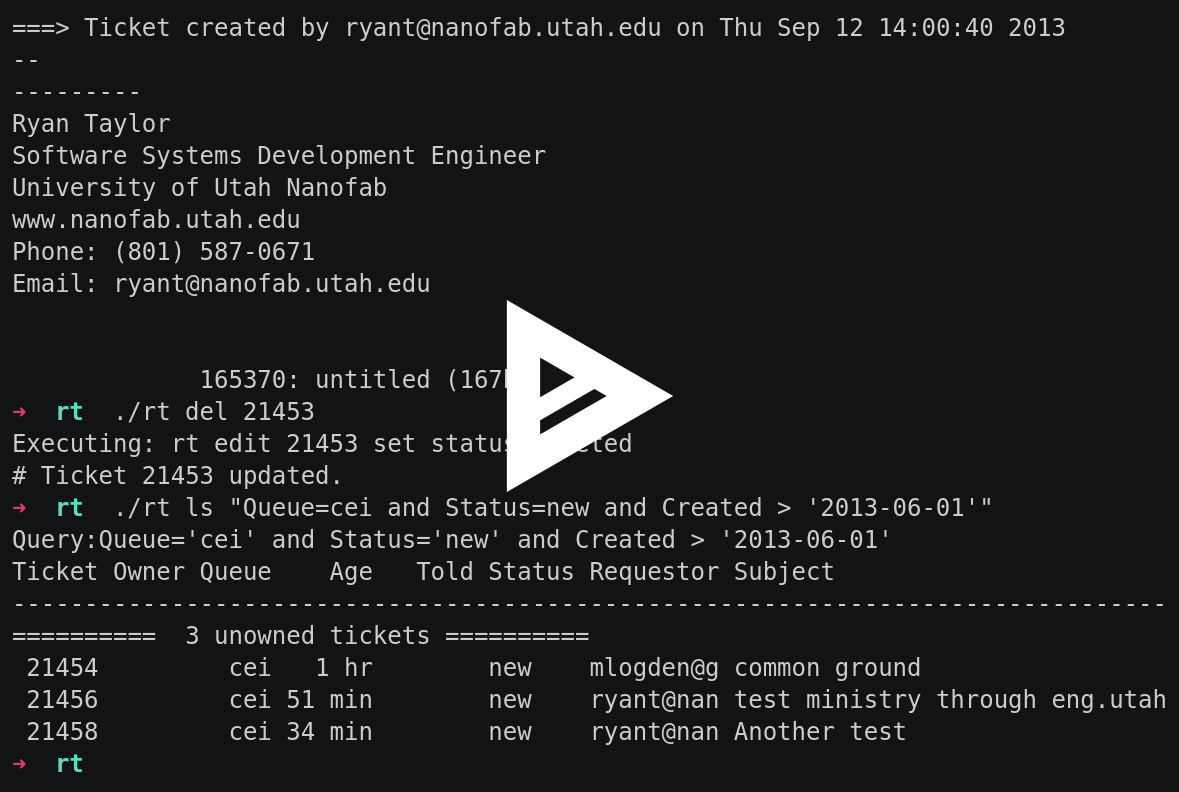 ===> Ticket created by ryant@nanofab.utah.edu on Thu Sep 12 14:00:40 2013
--
---------
Ryan Taylor
Software Systems Development Engineer
University of Utah Nanofab
www.nanofab.utah.edu
Phone: (801) 587-0671
Email: ryant@nanofab.utah.edu
165370: untitled
➜ rt ./rt del 21453
Executing: rt edit 21453 set
# Ticket 21453 updated.
➜ rt ./rt ls "Queue=cei and Status=new and Created > '2013-06-01'"
Query:Queue='cei' and Status='new' and Created > '2013-06-01'
Ticket Owner Queue Age Told Status Requestor Subject
--------------------------------------------------------------------------------
========== 3 unowned tickets ==========
21454 cei 1 hr new mlogden@g common ground
21456 cei 51 min new ryant@nan test ministry through eng.utah
21458 cei 34 min new ryant@nan Another test
➜ rt